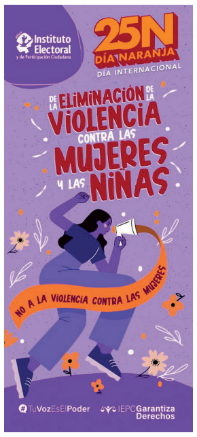 Instituto
Electoral
y de Participación Ciudadana
25N
DÍA NARANJA
DÍA INTERNACIONAL
DE LA ELIMINACIÓN DE LA
VIOLENCIA
CONTRA LAS
MUJERES
Y LAS NIÑAS
NO A LA VIOLENCIA CONTRA LAS MUJERES
#TuVozEsElPoder
IEPC Garantiza
Derechos